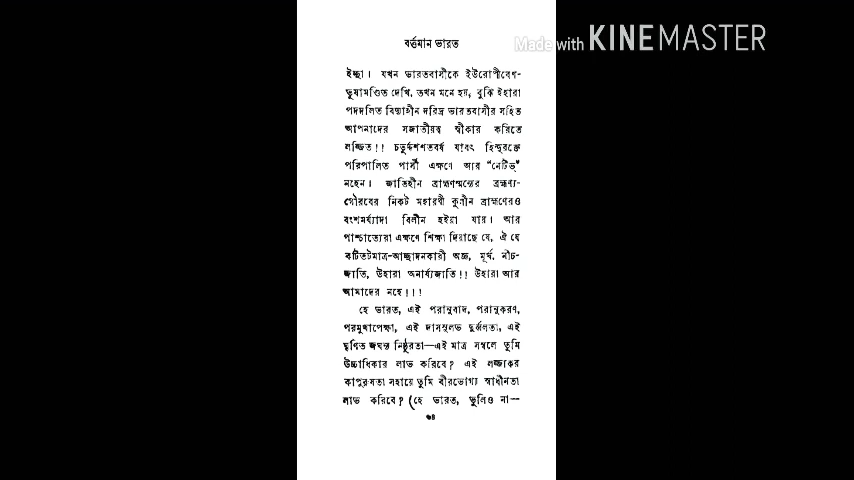 বর্ত্তমান ভারত
Made with KINEMASTER
ইচ্ছা। যখন ভারতবাসীকে ইউরোপীবেশ-
ভূষামণ্ডিত দেখি, তখন মনে হয়, বুঝি ইহারা
পদদলিত বিদ্যাহীন দরিদ্র ভারতবাসীর সহিত
আপনাদের সজাতীয়ত্ব স্বীকার করিতে
লজ্জিত!! চতুর্দ্দশশতবর্ষ যাবৎ হিন্দুরক্তে
পরিপালিত পার্সী এক্ষণে আর “নেটিভ্”
নহেন। জাতিহীন ব্রাহ্মণম্মন্যের ব্রহ্মণ্য-
গৌরবের নিকট মহারথী কুলীন ব্রাহ্মণেরও
বংশমর্য্যাদা বিলীন হইয়া যায়। আর
পাশ্চাত্যেরা এক্ষণে শিক্ষা দিয়াছে যে, ঐ যে
কটিতটমাত্র-আচ্ছাদনকারী অজ্ঞ, মূর্খ, নীচ-
জাতি, উহারা অনার্য্যজাতি!! উহারা আর
আমাদের নহে!!!
হে ভারত, এই পরানুবাদ, পরানুকরণ,
পরমুখাপেক্ষা, এই দাসসুলভ দুর্ব্বলতা, এই
ঘৃণিত জঘন্য নিষ্ঠুরতা—এই মাত্র সম্বলে তুমি
উচ্চাধিকার লাভ করিবে? এই লজ্জাকর
কাপুরুষতা সহায়ে তুমি বীরভোগ্য স্বাধীনতা
লাভ করিবে? (হে ভারত, ভুলিও না—